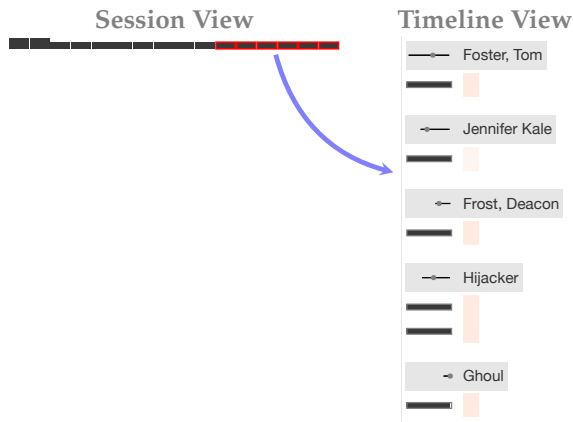 Session View
Timeline View
Foster, Tom
Jennifer Kale
Frost, Deacon
Hijacker
Ghoul